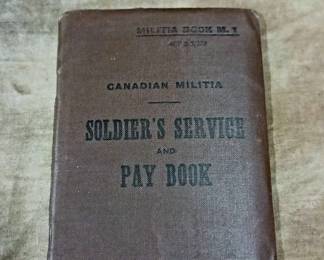 MILITIA BOOK M. 1
CANADIAN MILITIA
SOLDIER'S SERVICE
AND
PAY BOOK